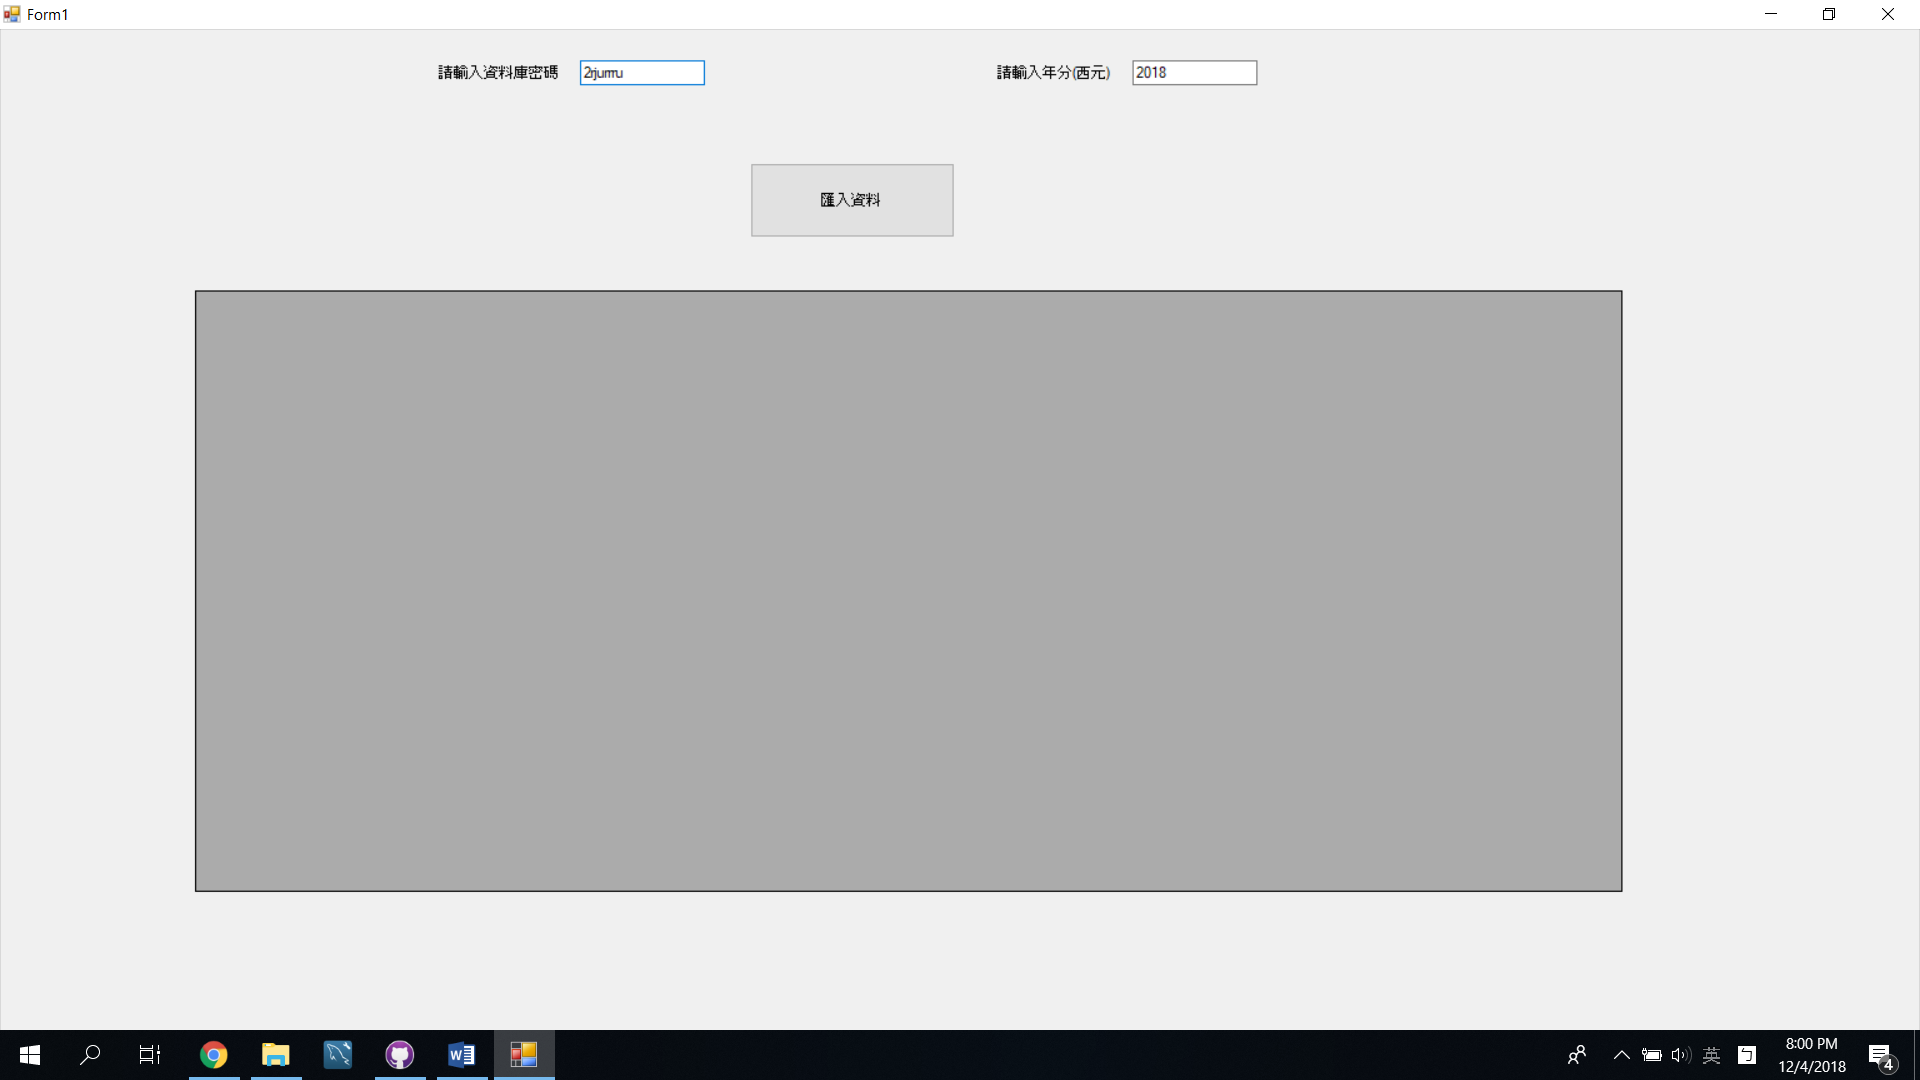 Form1
請輸入資料庫密碼
請輸入年分(西元) 2018
匯入資料
英 ㄅ
8:00 PM
12/4/2018
4